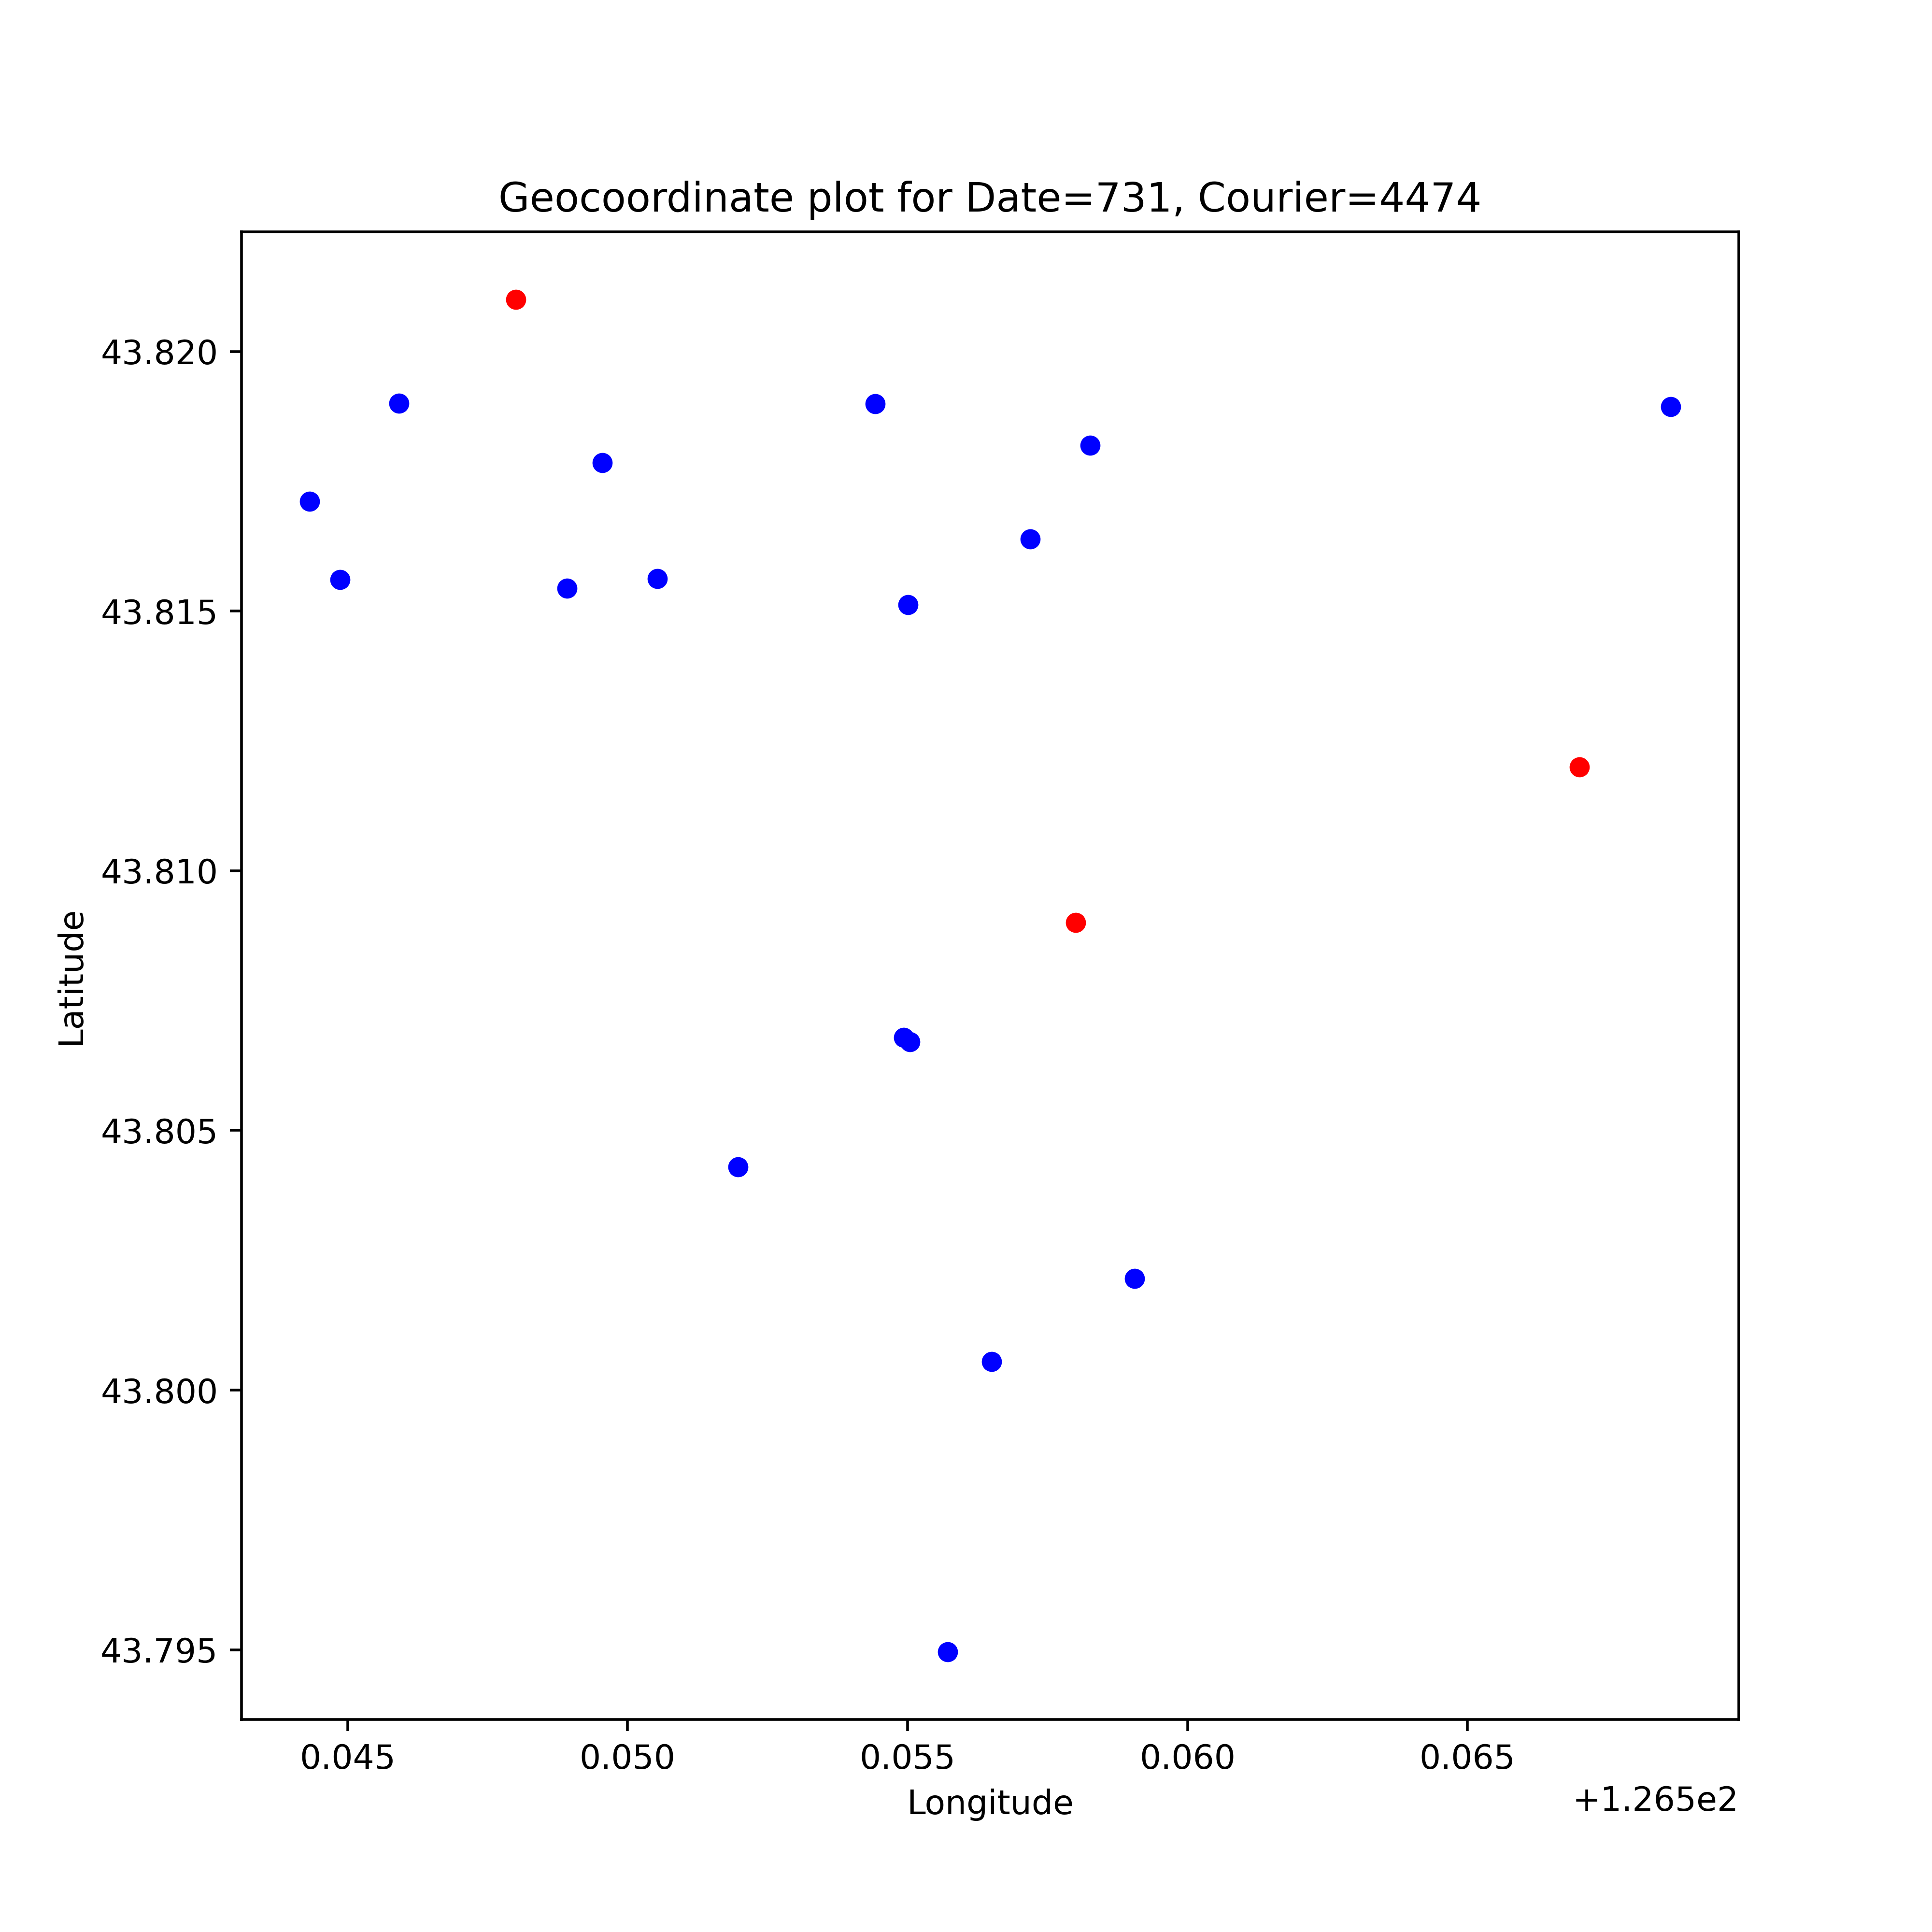 Geocoordinate plot for Date=731, Courier=4474
43.820
43.815
43.810
43.805
43.800
43.795
Latitude
0.045 0.050 0.055 0.060 0.065
Longitude
+1.265e2